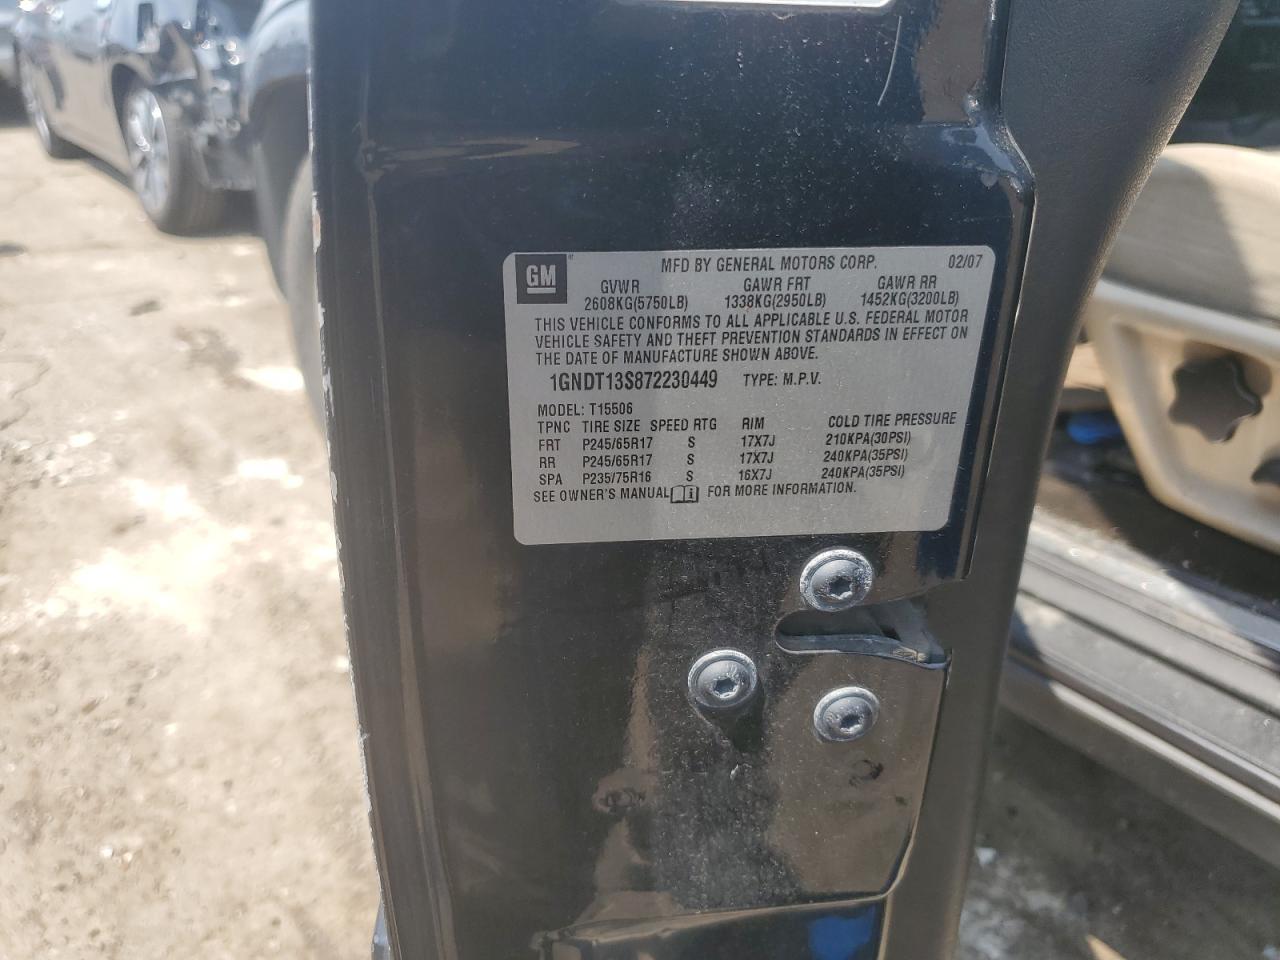 GM MFD BY GENERAL MOTORS CORP. 02/07
GVWR GAWR FRT GAWR RR
2608KG(5750LB) 1338KG(2950LB) 1452KG(3200LB)
THIS VEHICLE CONFORMS TO ALL APPLICABLE U.S. FEDERAL MOTOR
VEHICLE SAFETY AND THEFT PREVENTION STANDARDS IN EFFECT ON
THE DATE OF MANUFACTURE SHOWN ABOVE.
1GNDT13S872230449 TYPE: M.P.V.
MODEL: T15506
TPNC TIRE SIZE SPEED RTG RIM COLD TIRE PRESSURE
FRT P245/65R17 S 17X7J 210KPA(30PSI)
RR P245/65R17 S 17X7J 240KPA(35PSI)
SPA P235/75R16 S 16X7J 240KPA(35PSI)
SEE OWNER'S MANUAL FOR MORE INFORMATION.